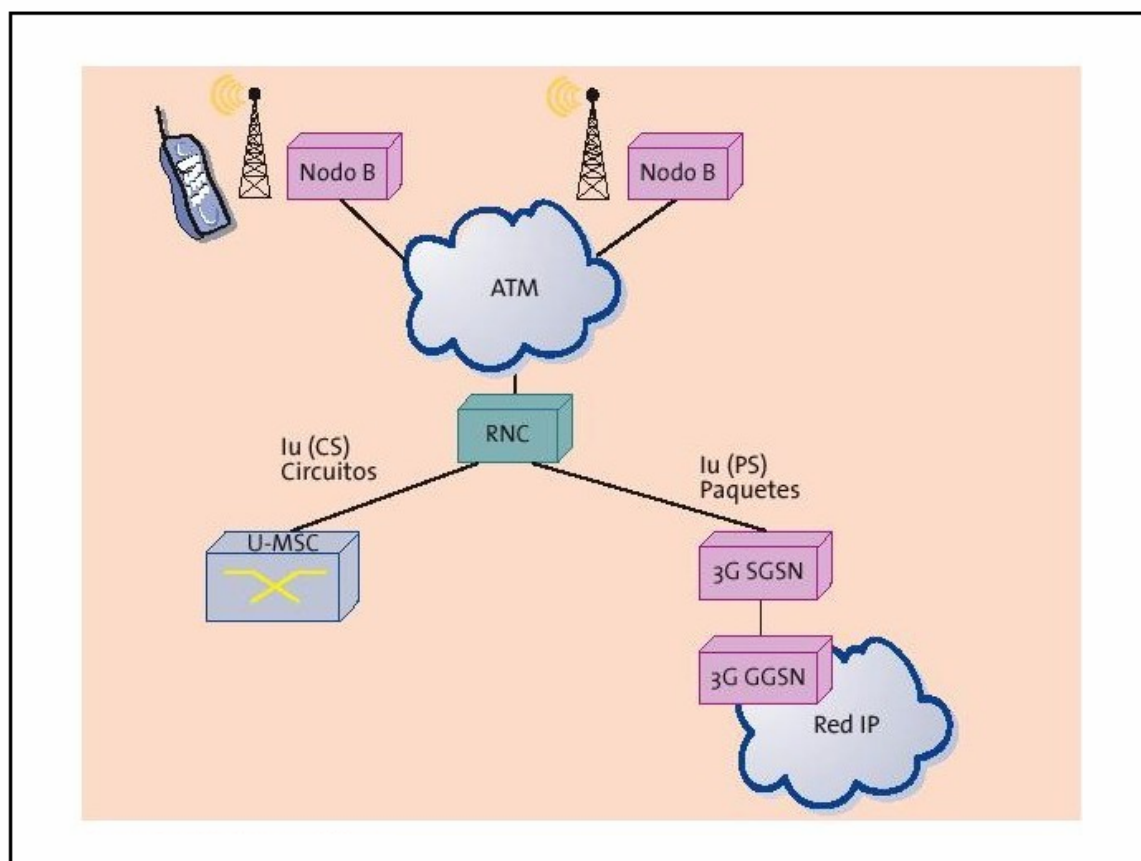 Nodo B
Nodo B
ATM
RNC
Iu (CS)
Circuitos
Iu (PS)
Paquetes
U-MSC
3G SGSN
3G GGSN
Red IP